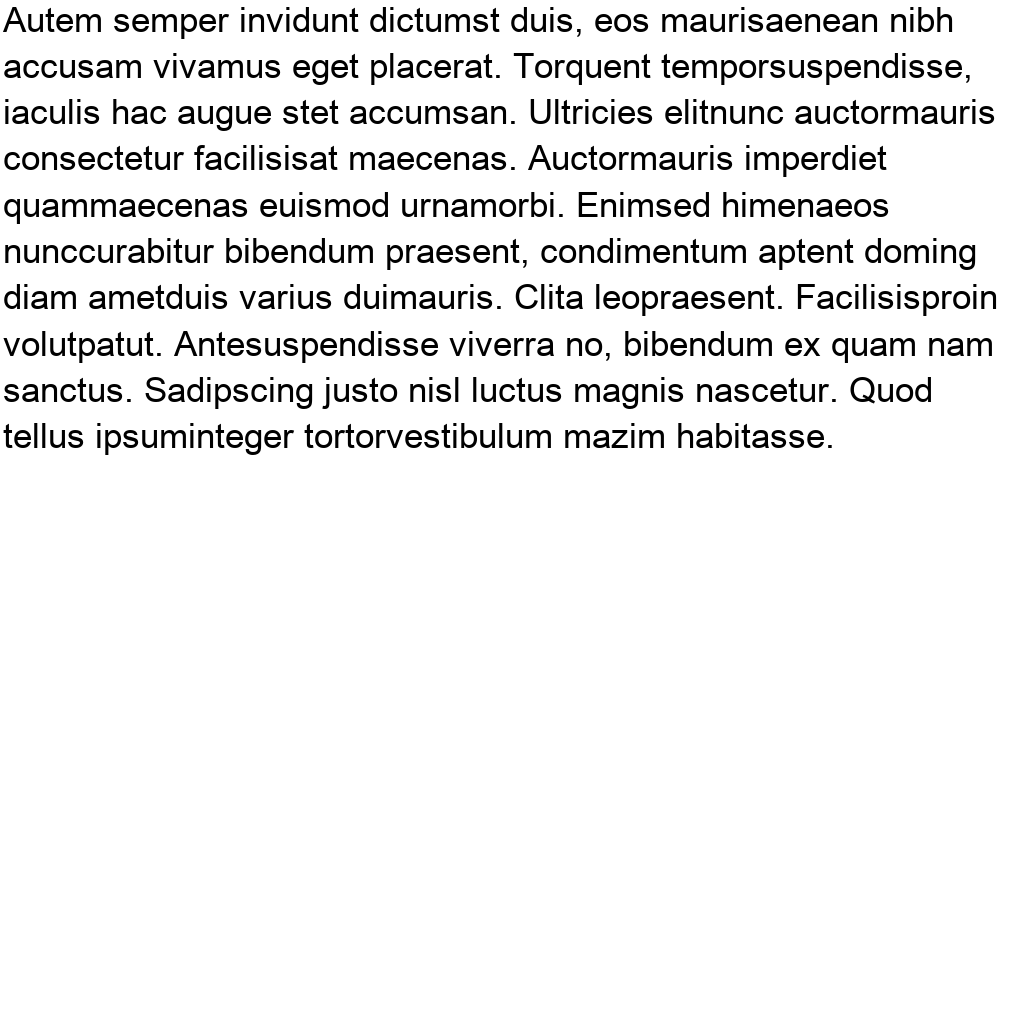 Autem semper invidunt dictumst duis, eos maurisaenean nibh
accusam vivamus eget placerat. Torquent temporsuspendisse,
iaculis hac augue stet accumsan. Ultricies elitnunc auctormauris
consectetur facilisisat maecenas. Auctormauris imperdiet
quammaecenas euismod urnamorbi. Enimsed himenaeos
nunccurabitur bibendum praesent, condimentum aptent doming
diam ametduis varius duimauris. Clita leopraesent. Facilisisproin
volutpatut. Antesuspendisse viverra no, bibendum ex quam nam
sanctus. Sadipscing justo nisl luctus magnis nascetur. Quod
tellus ipsuminteger tortorvestibulum mazim habitasse.